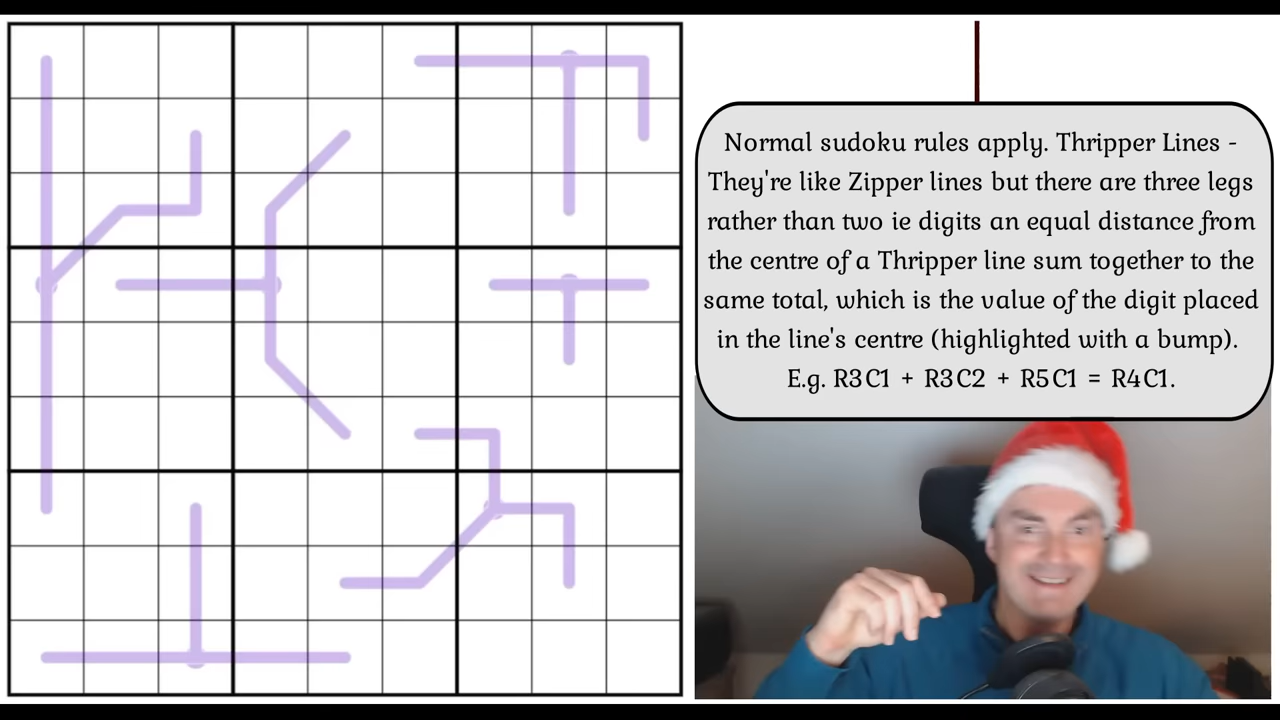 Normal sudoku rules apply. Thripper Lines -
They're like Zipper lines but there are three legs
rather than two ie digits an equal distance from
the centre of a Thripper line sum together to the
same total, which is the value of the digit placed
in the line's centre (highlighted with a bump).
E.g. R3C1 + R3C2 + R5C1 = R4C1.